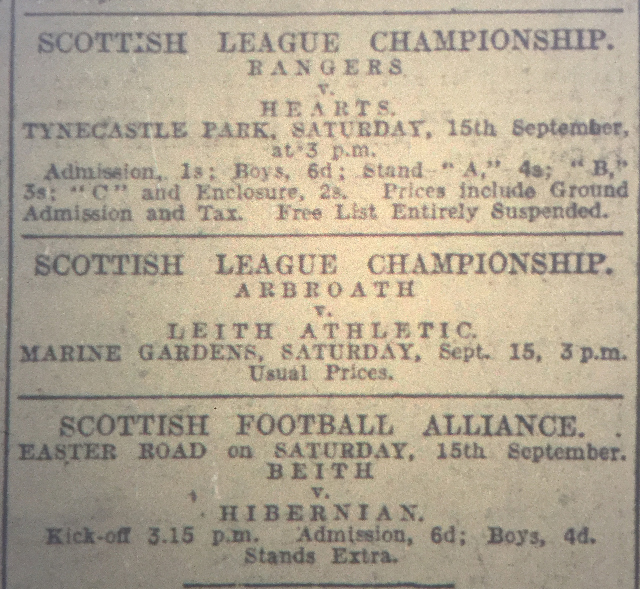 SCOTTISH LEAGUE CHAMPIONSHIP.
RANGERS
v.
HEARTS.
TYNECASTLE PARK, SATURDAY, 15th September,
at 3 p.m.
Admission, 1s; Boys, 6d; Stand "A," 4s; "B,"
3s; "C" and Enclosure, 2s. Prices include Ground
Admission and Tax. Free List Entirely Suspended.
SCOTTISH LEAGUE CHAMPIONSHIP.
ARBROATH
v.
LEITH ATHLETIC.
MARINE GARDENS, SATURDAY, Sept. 15, 3 p.m.
Usual Prices.
SCOTTISH FOOTBALL ALLIANCE.
EASTER ROAD on SATURDAY, 15th September.
BEITH
v.
HIBERNIAN.
Kick-off 3.15 p.m. Admission, 6d; Boys, 4d.
Stands Extra.